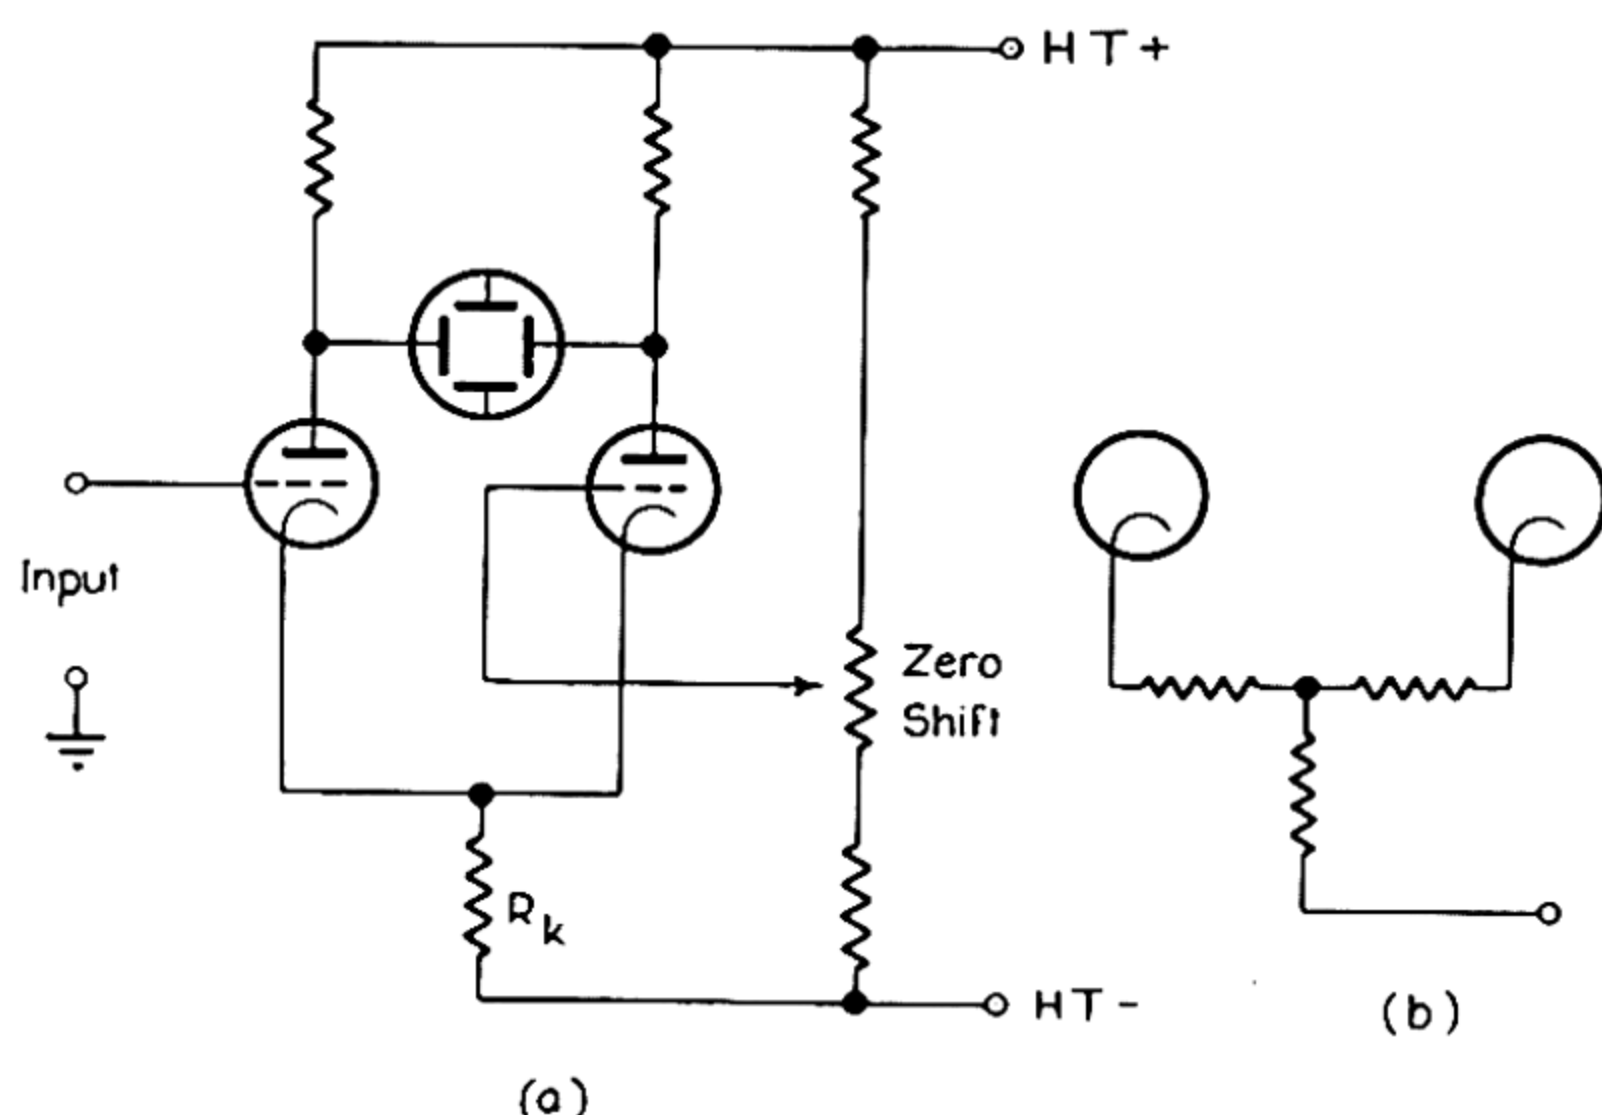 HT+
Input
Zero
Shift
Rk
HT-
(a)
(b)